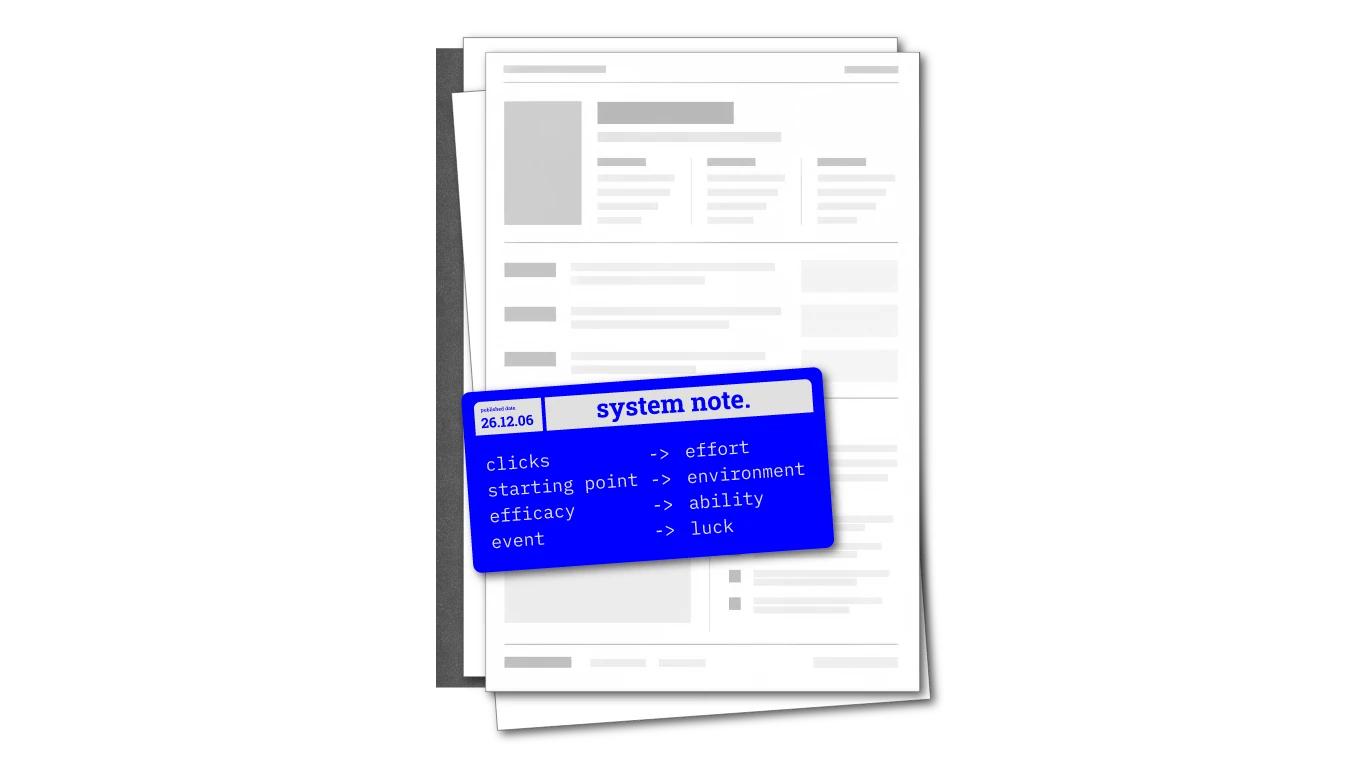 published date
26.12.06
system note.
clicks -> effort
starting point -> environment
efficacy -> ability
event -> luck